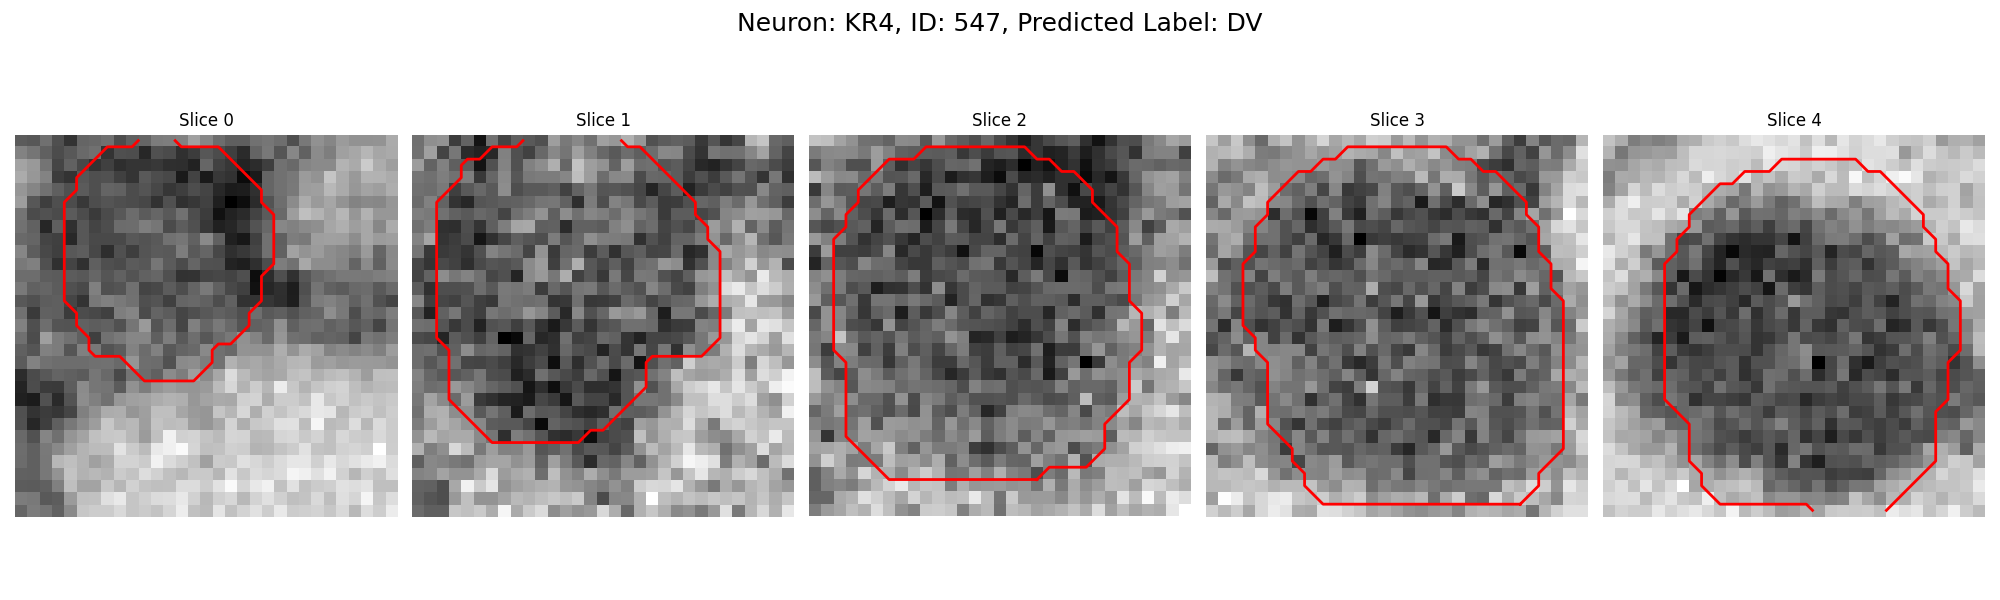 Neuron: KR4, ID: 547, Predicted Label: DV
Slice 0
Slice 1
Slice 2
Slice 3
Slice 4